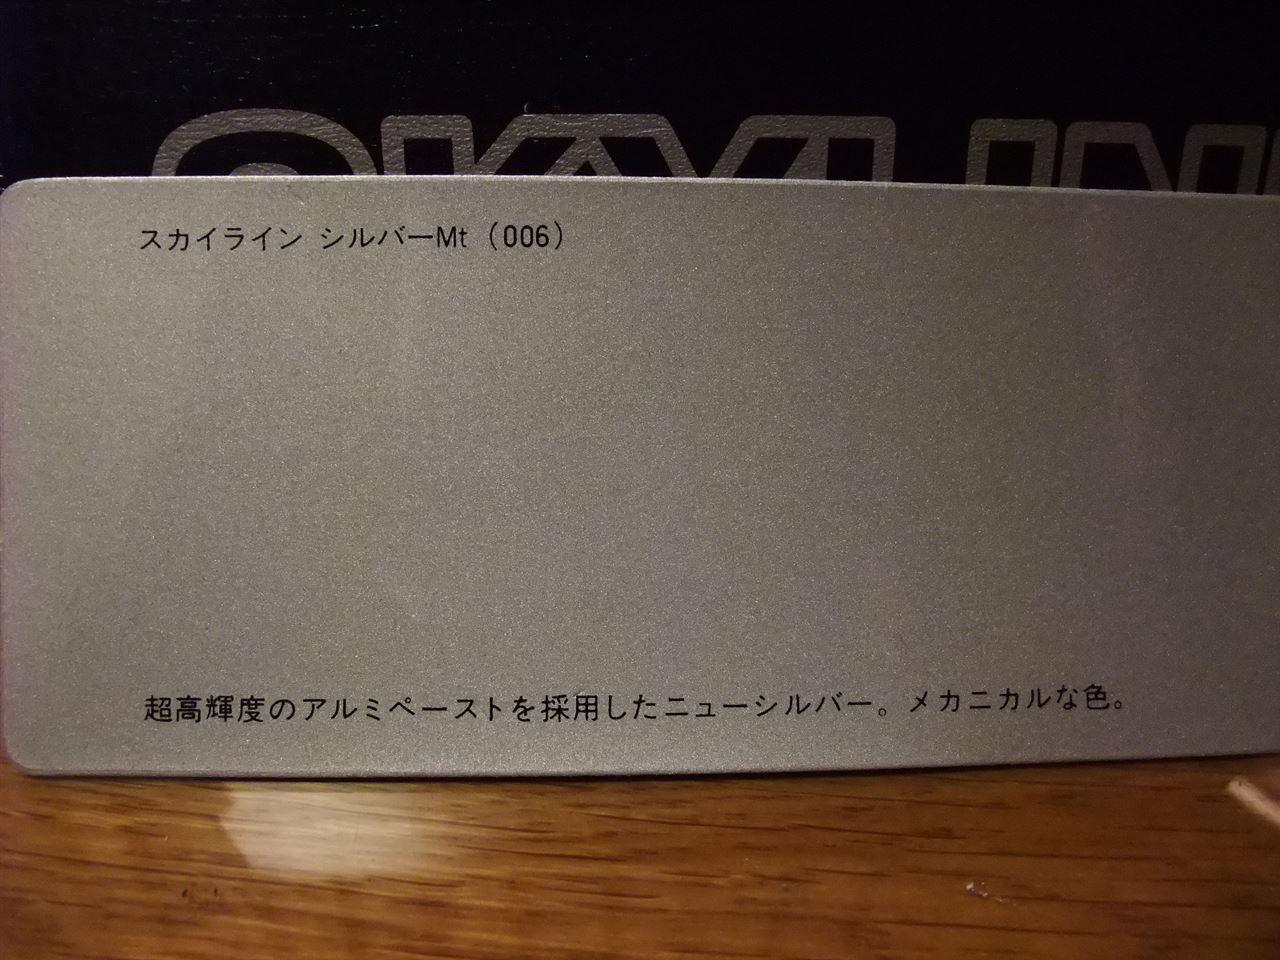 SKYLINE
スカイライン シルバーMt（006）
超高輝度のアルミペーストを採用したニューシルバー。メカニカルな色。